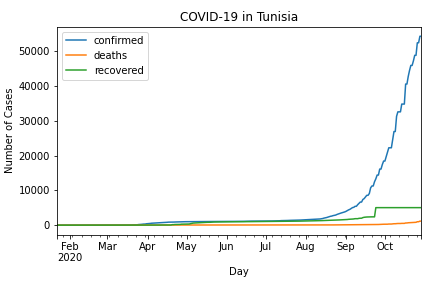 COVID-19 in Tunisia
confirmed
deaths
recovered
Number of Cases
50000
40000
30000
20000
10000
0
Feb Mar Apr May Jun Jul Aug Sep Oct
2020
Day